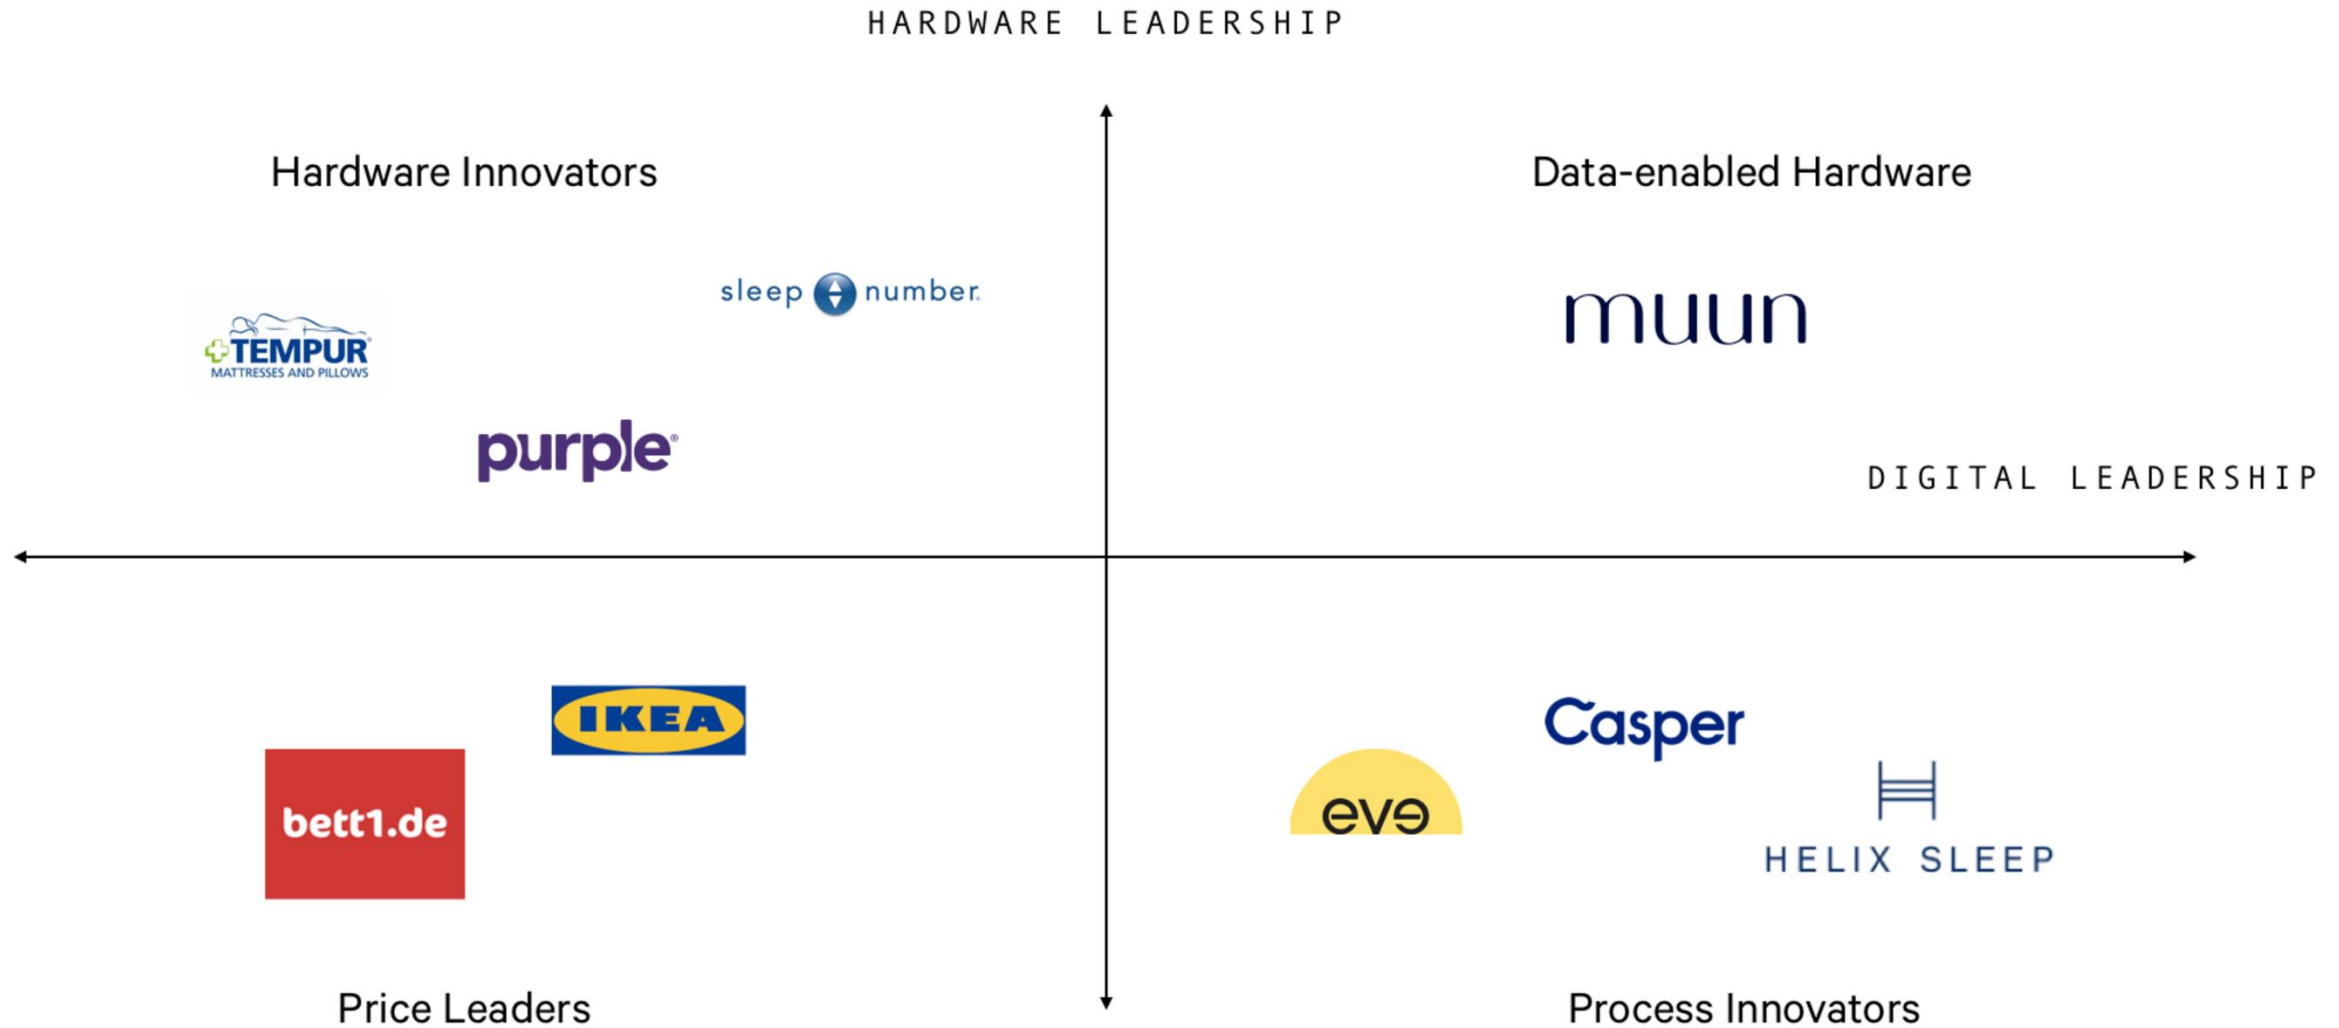 HARDWARE LEADERSHIP
Hardware Innovators
Data-enabled Hardware
sleep number.
muun
TEMPUR®
MATTRESSES AND PILLOWS
purple®
DIGITAL LEADERSHIP
IKEA
Casper
bett1.de
eve
HELIX SLEEP
Price Leaders
Process Innovators